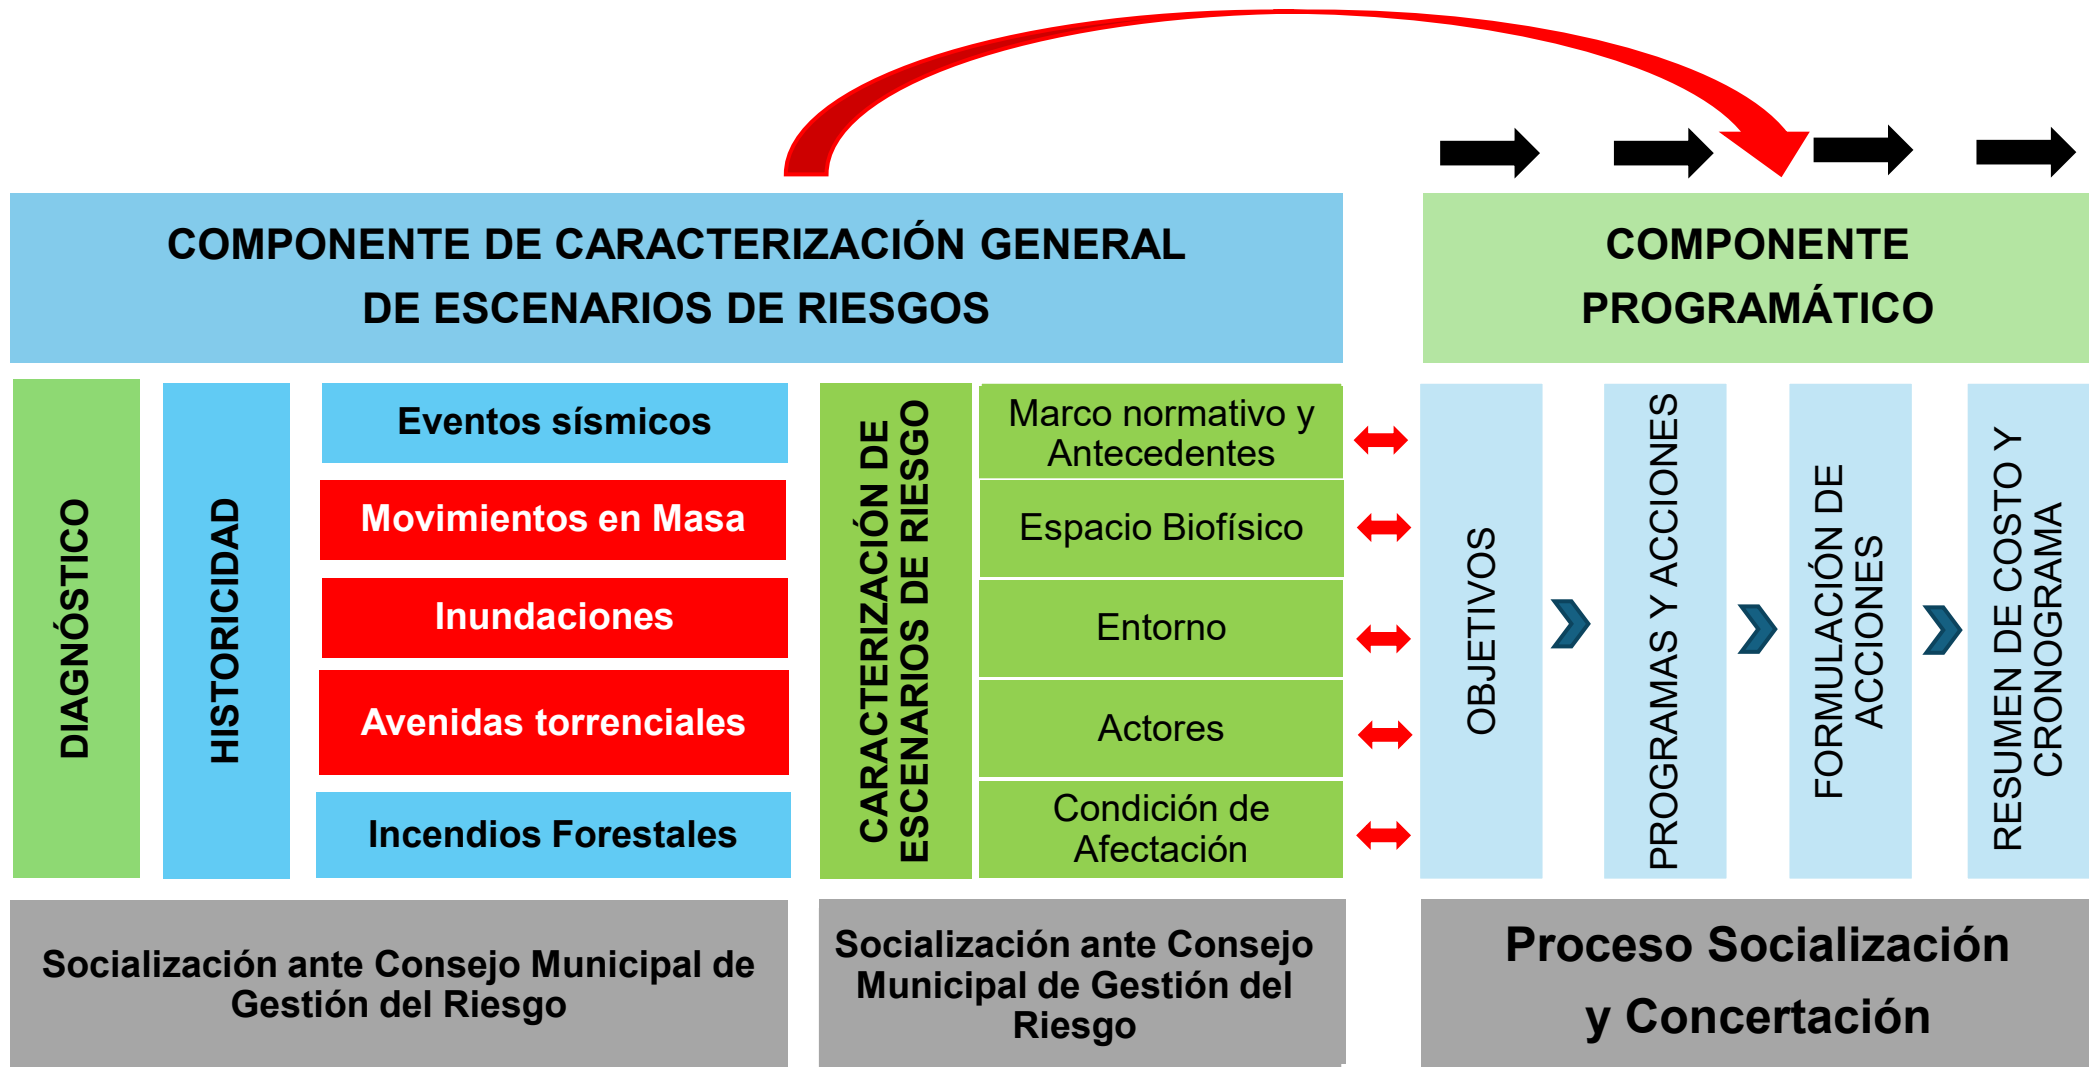 COMPONENTE DE CARACTERIZACIÓN GENERAL
DE ESCENARIOS DE RIESGOS
COMPONENTE
PROGRAMÁTICO
DIAGNÓSTICO
HISTORICIDAD
Eventos sísmicos
Movimientos en Masa
Inundaciones
Avenidas torrenciales
Incendios Forestales
CARACTERIZACIÓN DE
ESCENARIOS DE RIESGO
Marco normativo y
Antecedentes
Espacio Biofísico
Entorno
Actores
Condición de
Afectación
OBJETIVOS
PROGRAMAS Y ACCIONES
FORMULACIÓN DE
ACCIONES
RESUMEN DE COSTO Y
CRONOGRAMA
Socialización ante Consejo Municipal de
Gestión del Riesgo
Socialización ante Consejo
Municipal de Gestión del
Riesgo
Proceso Socialización
y Concertación